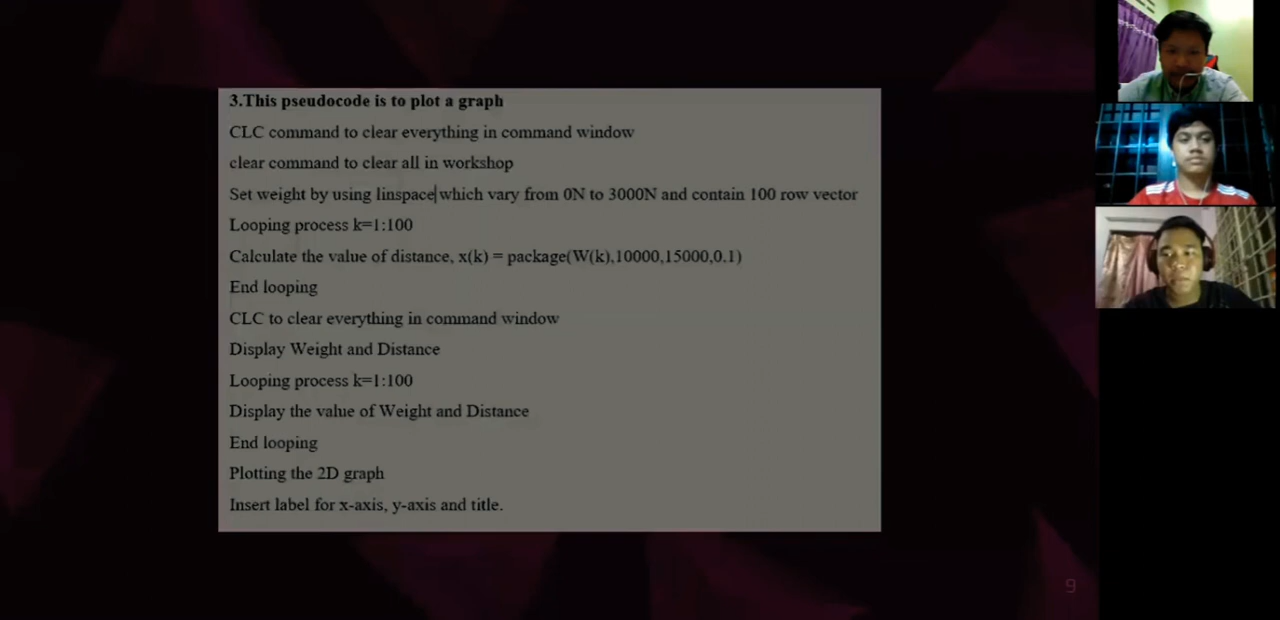 3.This pseudocode is to plot a graph
CLC command to clear everything in command window
clear command to clear all in workshop
Set weight by using linspace which vary from 0N to 3000N and contain 100 row vector
Looping process k=1:100
Calculate the value of distance, x(k) = package(W(k),10000,15000,0.1)
End looping
CLC to clear everything in command window
Display Weight and Distance
Looping process k=1:100
Display the value of Weight and Distance
End looping
Plotting the 2D graph
Insert label for x-axis, y-axis and title.
9